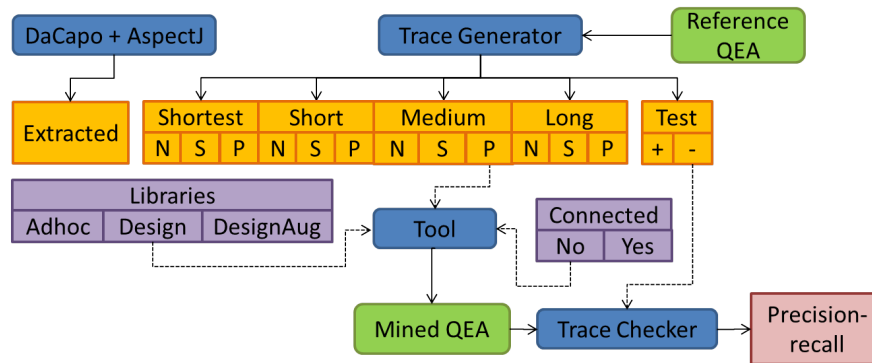 DaCapo + AspectJ
Trace Generator
Reference
QEA
Extracted
Shortest Short Medium Long Test
N S P N S P N S P N S P + -
Libraries
Adhoc Design DesignAug
Tool
Connected
No Yes
Mined QEA
Trace Checker
Precision-
recall